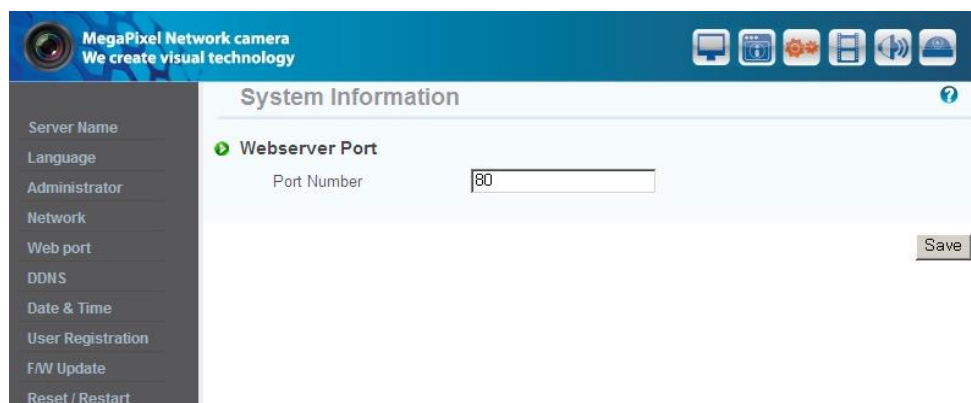 MegaPixel Network camera
We create visual technology
System Information
Server Name
Language
Administrator
Network
Web port
DDNS
Date & Time
User Registration
F/W Update
Reset / Restart
Webserver Port
Port Number 80
Save